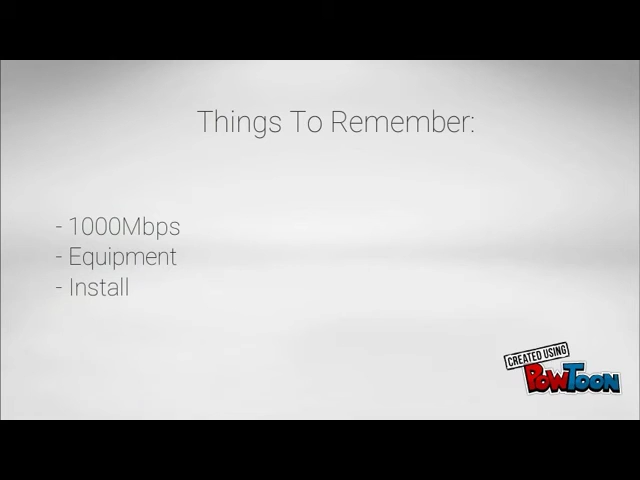 Things To Remember:
- 1000Mbps
- Equipment
- Install
CREATED USING
POWTOON